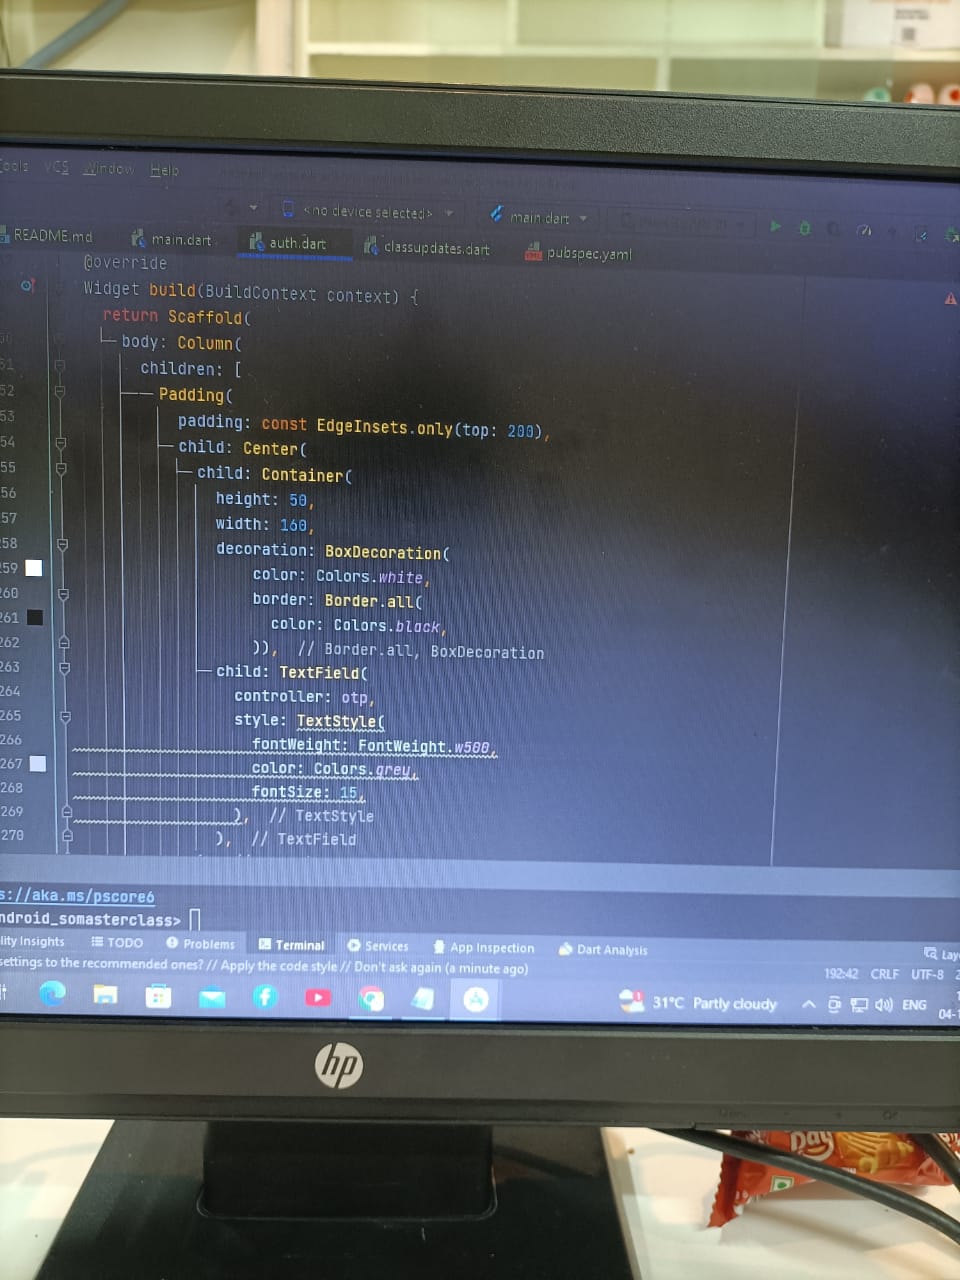 Tools VCS Window Help
<no device selected> main.dart
README.md main.dart auth.dart classupdates.dart pubspec.yaml
@override
Widget build(BuildContext context) {
return Scaffold(
body: Column(
children: [
52 Padding(
53 padding: const EdgeInsets.only(top: 200),
54 child: Center(
55 child: Container(
56 height: 50,
57 width: 160,
258 decoration: BoxDecoration(
259 color: Colors.white,
260 border: Border.all(
261 color: Colors.black,
262 )), // Border.all, BoxDecoration
263 child: TextField(
264 controller: otp,
265 style: TextStyle(
266 fontWeight: FontWeight.w500,
267 color: Colors.grey,
268 fontSize: 15,
269 ), // TextStyle
270 ), // TextField
s://aka.ms/pscore6
ndroid_somasterclass>
lity Insights TODO Problems Terminal Services App Inspection Dart Analysis Lay
settings to the recommended ones? // Apply the code style // Don't ask again (a minute ago)
192:42 CRLF UTF-8 2
31°C Partly cloudy ENG
04-
hp
Day